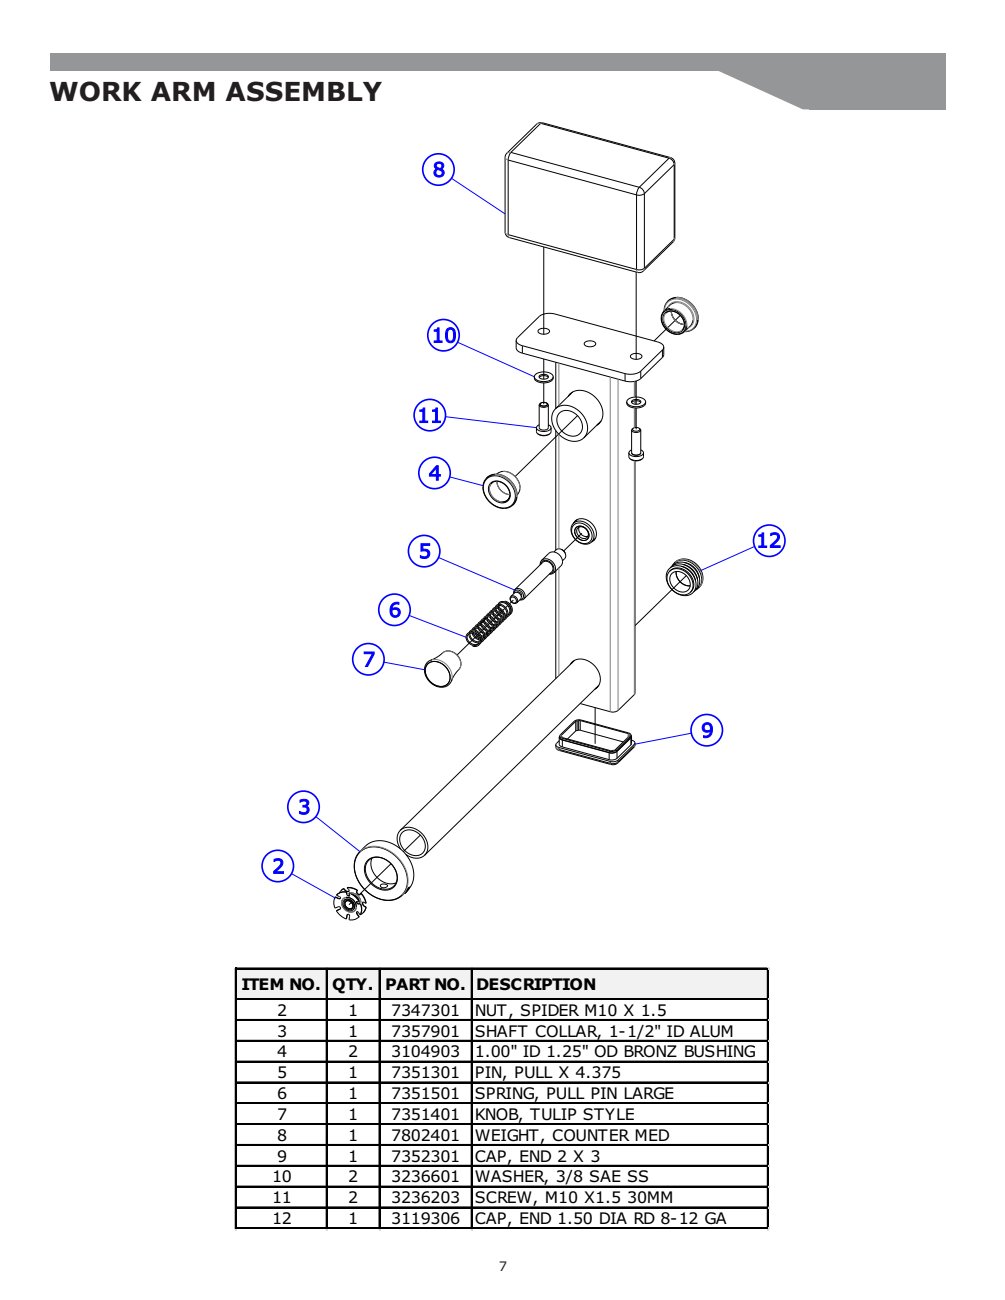 WORK ARM ASSEMBLY
8
10
11
4
5
12
6
7
9
3
2
ITEM NO. QTY. PART NO. DESCRIPTION
2 1 7347301 NUT, SPIDER M10 X 1.5
3 1 7357901 SHAFT COLLAR, 1-1/2" ID ALUM
4 2 3104903 1.00" ID 1.25" OD BRONZ BUSHING
5 1 7351301 PIN, PULL X 4.375
6 1 7351501 SPRING, PULL PIN LARGE
7 1 7351401 KNOB, TULIP STYLE
8 1 7802401 WEIGHT, COUNTER MED
9 1 7352301 CAP, END 2 X 3
10 2 3236601 WASHER, 3/8 SAE SS
11 2 3236203 SCREW, M10 X1.5 30MM
12 1 3119306 CAP, END 1.50 DIA RD 8-12 GA
7